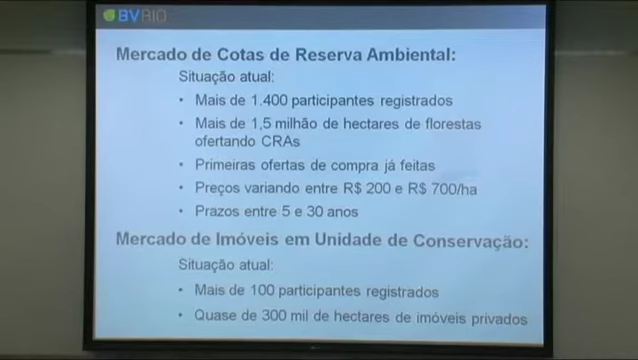 BVRIO
Mercado de Cotas de Reserva Ambiental:
Situação atual:
• Mais de 1.400 participantes registrados
• Mais de 1,5 milhão de hectares de florestas
ofertando CRAs
• Primeiras ofertas de compra já feitas
• Preços variando entre R$ 200 e R$ 700/ha
• Prazos entre 5 e 30 anos
Mercado de Imóveis em Unidade de Conservação:
Situação atual:
• Mais de 100 participantes registrados
• Quase de 300 mil de hectares de imóveis privados